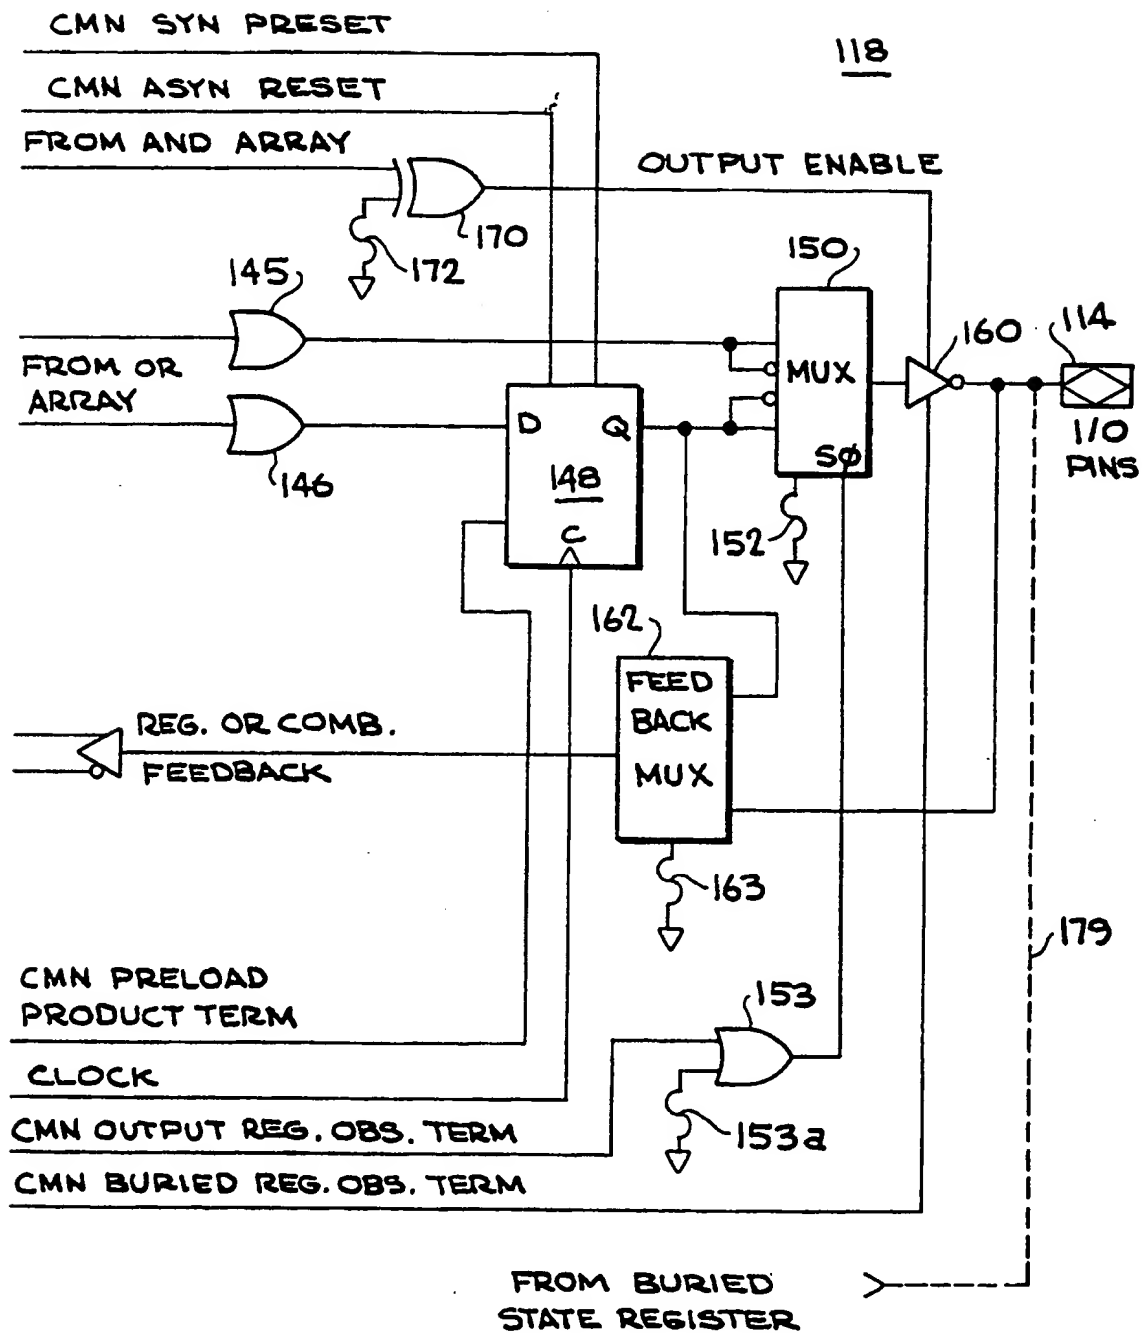 CMN SYN PRESET
118
CMN ASYN RESET
FROM AND ARRAY
OUTPUT ENABLE
170
172
150
145
160
114
FROM OR
ARRAY
MUX
D
Q
I/O
PINS
146
148
SØ
C
152
162
FEED
BACK
MUX
REG. OR COMB.
FEEDBACK
163
179
CMN PRELOAD
PRODUCT TERM
153
CLOCK
CMN OUTPUT REG. OBS. TERM
153a
CMN BURIED REG. OBS. TERM
FROM BURIED
STATE REGISTER